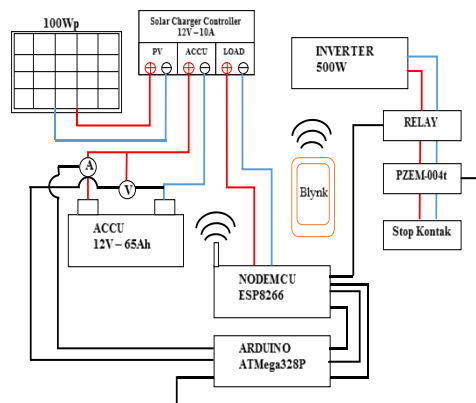 100Wp
Solar Charger Controller
12V – 10A
PV ACCU LOAD
INVERTER
500W
RELAY
PZEM-004t
Stop Kontak
Blynk
A
V
ACCU
12V – 65Ah
NODEMCU
ESP8266
ARDUINO
ATMega328P